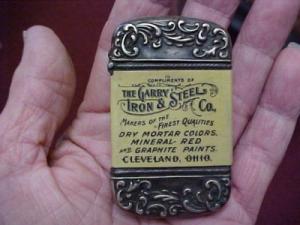 COMPLIMENTS OF
THE GARRY
IRON & STEEL Co.
MAKERS OF THE FINEST QUALITIES
DRY MORTAR COLORS,
MINERAL RED
AND GRAPHITE PAINTS.
CLEVELAND, OHIO.